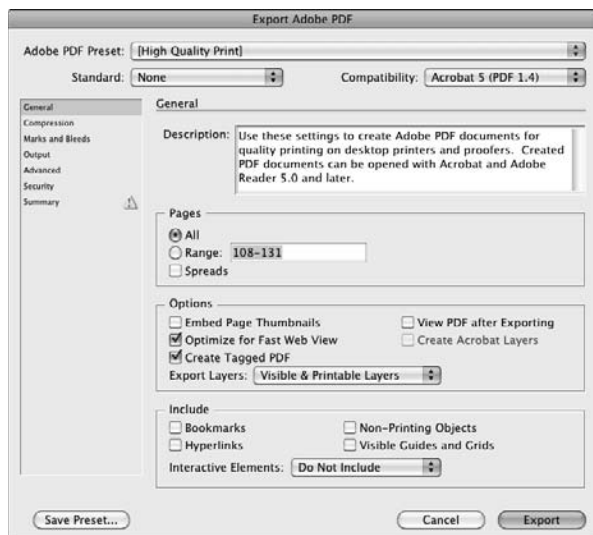 Export Adobe PDF
Adobe PDF Preset: [High Quality Print]
Standard: None
Compatibility: Acrobat 5 (PDF 1.4)
General
Compression
Marks and Bleeds
Output
Advanced
Security
Summary
General
Description: Use these settings to create Adobe PDF documents for
quality printing on desktop printers and proofers. Created
PDF documents can be opened with Acrobat and Adobe
Reader 5.0 and later.
Pages
All
Range: 108-131
Spreads
Options
Embed Page Thumbnails
View PDF after Exporting
Optimize for Fast Web View
Create Acrobat Layers
Create Tagged PDF
Export Layers: Visible & Printable Layers
Include
Bookmarks
Non-Printing Objects
Hyperlinks
Visible Guides and Grids
Interactive Elements: Do Not Include
Save Preset...
Cancel
Export